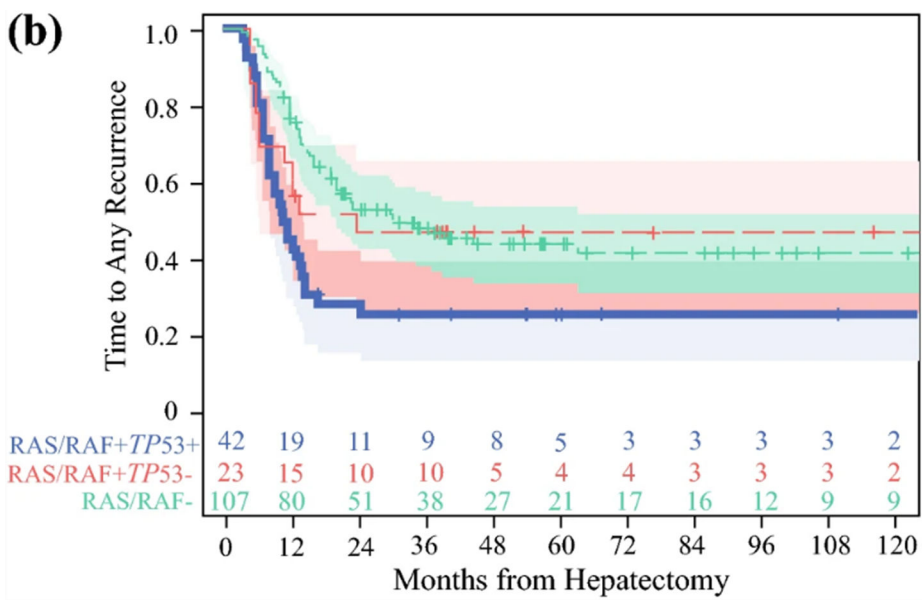 (b)
Time to Any Recurrence
1.0
0.8
0.6
0.4
0.2
0
RAS/RAF+TP53+ 42 19 11 9 8 5 3 3 3 3 2
RAS/RAF+TP53- 23 15 10 10 5 4 4 3 3 3 2
RAS/RAF- 107 80 51 38 27 21 17 16 12 9 9
0 12 24 36 48 60 72 84 96 108 120
Months from Hepatectomy